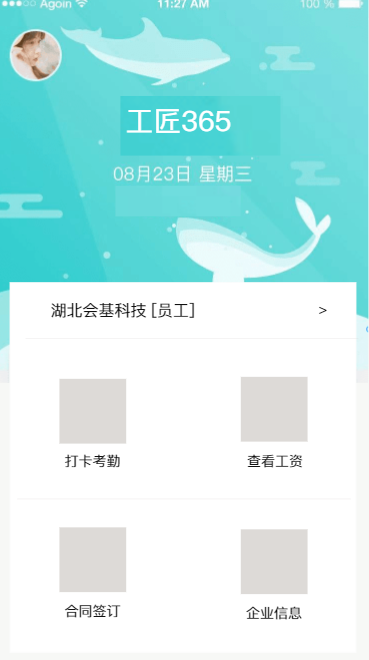 ●●●○○ Agoin 11:27 AM 100 %
工匠365
08月23日 星期三
湖北会基科技 [员工] >
打卡考勤 查看工资
合同签订 企业信息